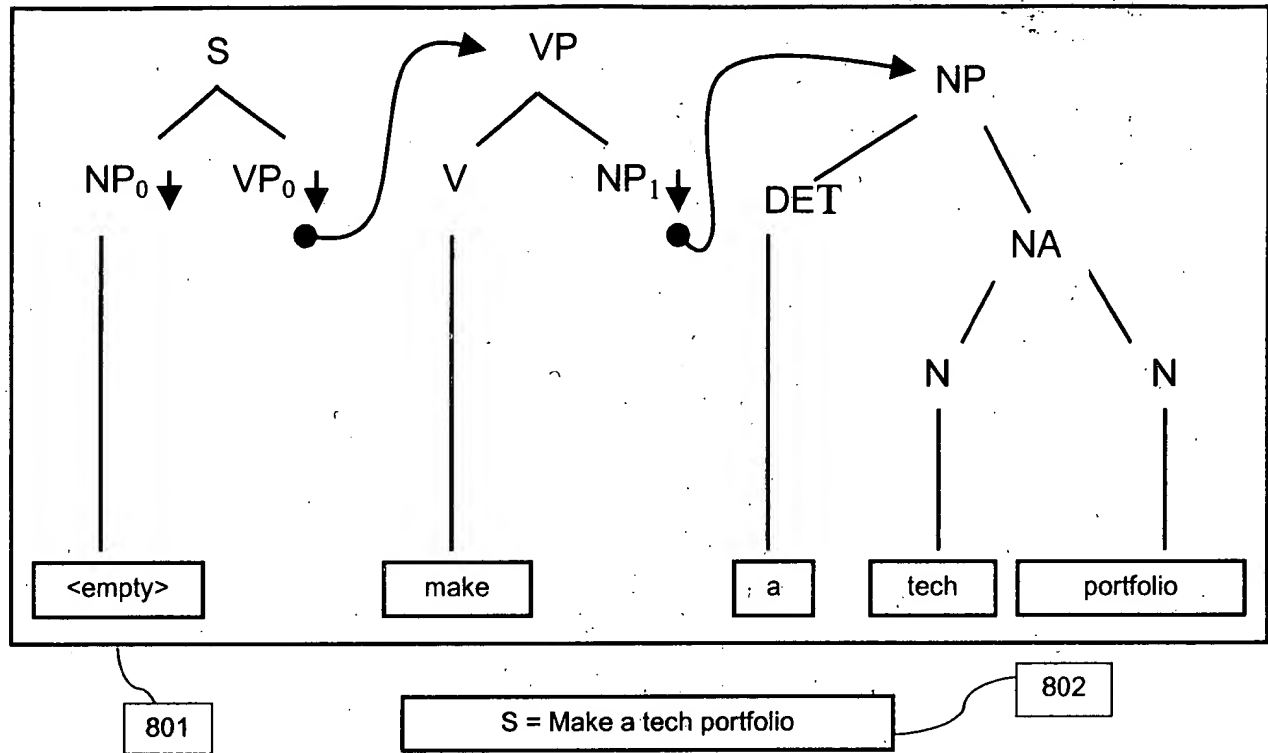 S
VP
NP
NP₀
VP₀
V
NP₁
DET
NA
N
N
<empty>
make
a
tech
portfolio
801
S = Make a tech portfolio
802